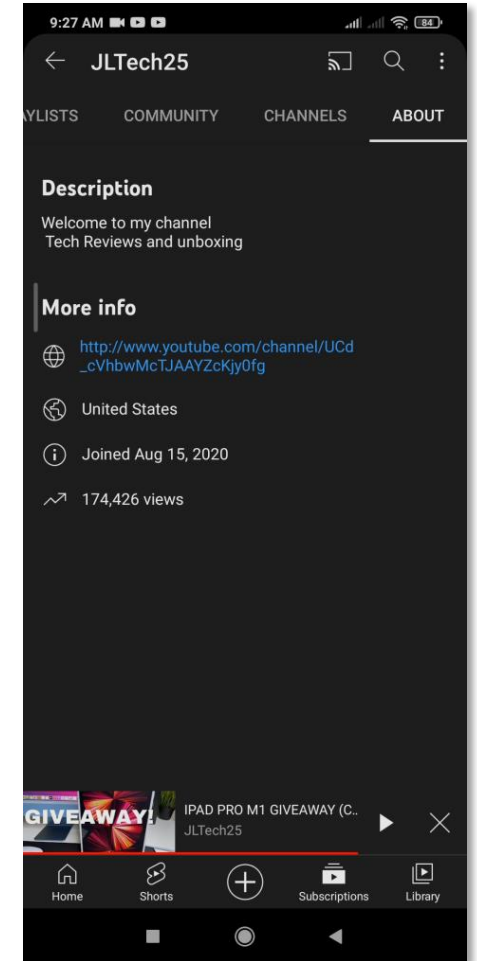 9:27 AM 84
JLTech25
YLISTS COMMUNITY CHANNELS ABOUT
Description
Welcome to my channel
Tech Reviews and unboxing
More info
http://www.youtube.com/channel/UCd
_cVhbwMcTJAAYZcKjy0fg
United States
Joined Aug 15, 2020
174,426 views
GIVEAWAY!
IPAD PRO M1 GIVEAWAY (C..
JLTech25
Home Shorts Subscriptions Library